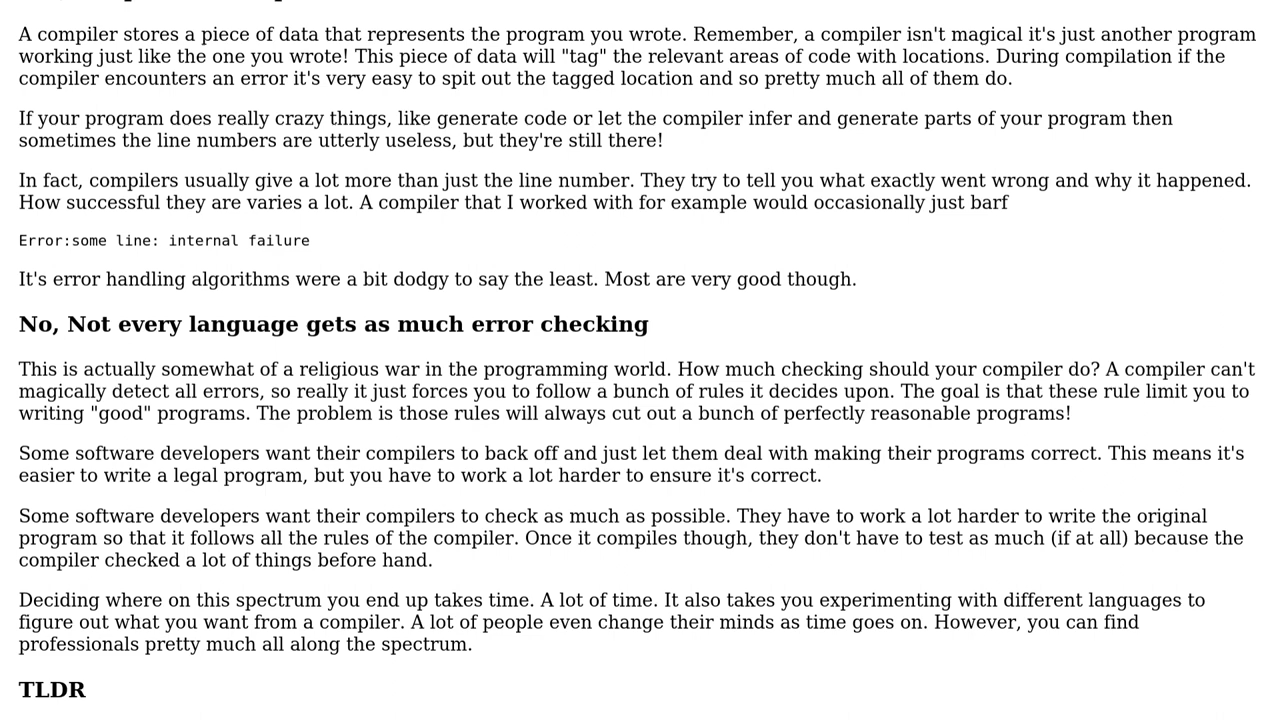 A compiler stores a piece of data that represents the program you wrote. Remember, a compiler isn't magical it's just another program
working just like the one you wrote! This piece of data will "tag" the relevant areas of code with locations. During compilation if the
compiler encounters an error it's very easy to spit out the tagged location and so pretty much all of them do.
If your program does really crazy things, like generate code or let the compiler infer and generate parts of your program then
sometimes the line numbers are utterly useless, but they're still there!
In fact, compilers usually give a lot more than just the line number. They try to tell you what exactly went wrong and why it happened.
How successful they are varies a lot. A compiler that I worked with for example would occasionally just barf
Error:some line: internal failure
It's error handling algorithms were a bit dodgy to say the least. Most are very good though.
No, Not every language gets as much error checking
This is actually somewhat of a religious war in the programming world. How much checking should your compiler do? A compiler can't
magically detect all errors, so really it just forces you to follow a bunch of rules it decides upon. The goal is that these rule limit you to
writing "good" programs. The problem is those rules will always cut out a bunch of perfectly reasonable programs!
Some software developers want their compilers to back off and just let them deal with making their programs correct. This means it's
easier to write a legal program, but you have to work a lot harder to ensure it's correct.
Some software developers want their compilers to check as much as possible. They have to work a lot harder to write the original
program so that it follows all the rules of the compiler. Once it compiles though, they don't have to test as much (if at all) because the
compiler checked a lot of things before hand.
Deciding where on this spectrum you end up takes time. A lot of time. It also takes you experimenting with different languages to
figure out what you want from a compiler. A lot of people even change their minds as time goes on. However, you can find
professionals pretty much all along the spectrum.
TLDR